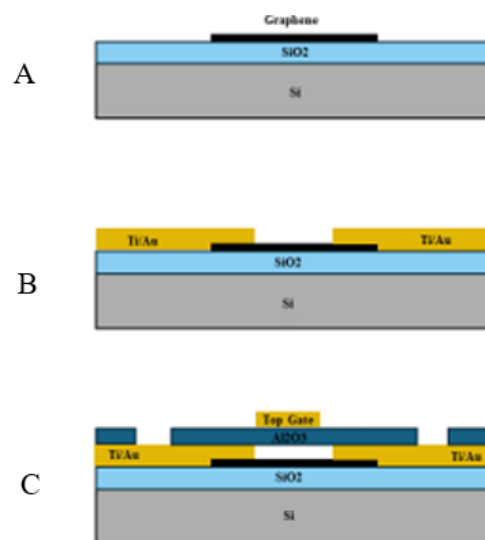 Graphene
A
SiO2
Si
B
Ti/Au Ti/Au
SiO2
Si
Top Gate
Al2O3
C
Ti/Au Ti/Au
SiO2
Si